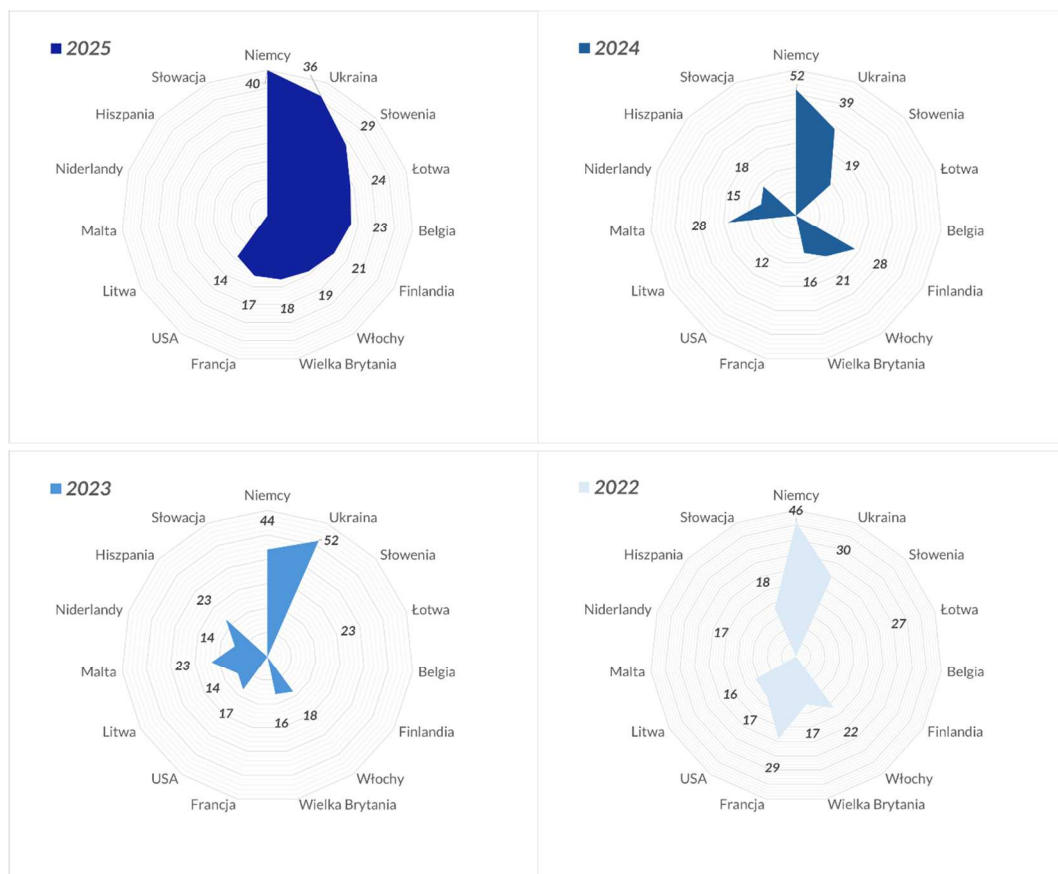 2025
Niemcy
Ukraina
Słowenia
Łotwa
Belgia
Finlandia
Włochy
Wielka Brytania
Francja
USA
Litwa
Malta
Niderlandy
Hiszpania
Słowacja
40
36
29
24
23
21
19
18
17
14
2024
Niemcy
Ukraina
Słowenia
Łotwa
Belgia
Finlandia
Włochy
Wielka Brytania
Francja
USA
Litwa
Malta
Niderlandy
Hiszpania
Słowacja
52
39
19
28
21
16
12
28
15
18
2023
Niemcy
Ukraina
Słowenia
Łotwa
Belgia
Finlandia
Włochy
Wielka Brytania
Francja
USA
Litwa
Malta
Niderlandy
Hiszpania
Słowacja
44
52
23
18
16
17
14
23
14
23
2022
Niemcy
Ukraina
Słowenia
Łotwa
Belgia
Finlandia
Włochy
Wielka Brytania
Francja
USA
Litwa
Malta
Niderlandy
Hiszpania
Słowacja
46
30
27
22
17
29
17
16
17
18